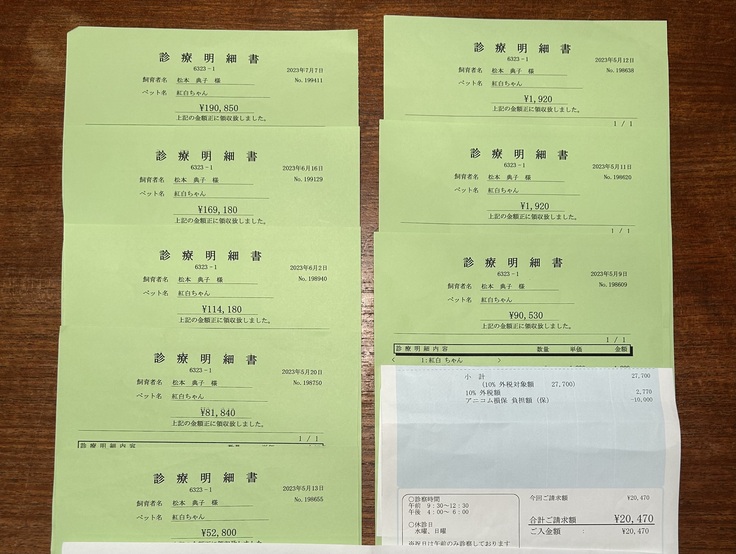 診療明細書
6323-1
2023年7月7日
飼育者名 松本 典子 様
No.199411
ペット名 紅白ちゃん
¥190,850
上記の金額正に領収致しました。
診療明細書
6323-1
2023年6月16日
飼育者名 松本 典子 様
No.199129
ペット名 紅白ちゃん
¥169,180
上記の金額正に領収致しました。
診療明細書
6323-1
2023年6月2日
飼育者名 松本 典子 様
No.198940
ペット名 紅白ちゃん
¥114,180
上記の金額正に領収致しました。
診療明細書
6323-1
2023年5月20日
飼育者名 松本 典子 様
No.198750
ペット名 紅白ちゃん
¥81,840
上記の金額正に領収致しました。
1 / 1
診療明細書
6323-1
2023年5月13日
飼育者名 松本 典子 様
No.198655
ペット名 紅白ちゃん
¥52,800
診療明細書
6323-1
2023年5月12日
飼育者名 松本 典子 様
No.198638
ペット名 紅白ちゃん
¥1,920
上記の金額正に領収致しました。
1 / 1
診療明細書
6323-1
2023年5月11日
飼育者名 松本 典子 様
No.198620
ペット名 紅白ちゃん
¥1,920
上記の金額正に領収致しました。
1 / 1
診療明細書
6323-1
2023年5月9日
飼育者名 松本 典子 様
No.198609
ペット名 紅白ちゃん
¥90,530
上記の金額正に領収致しました。
1 / 1
診療明細内容 数量 単価 金額
< 1:紅白 ちゃん >
小 計 27,700
(10% 外税対象額 27,700)
10% 外税額 2,770
アニコム損保 負担額 (保) -10,000
○診察時間
午前 9:30~12:30
午後 4:00~ 6:00
○休診日
水曜、日曜
※祝日は午前のみ診察しております
今回ご請求額 ¥20,470
合計ご請求額 ¥20,470
ご入金額 ¥20,470